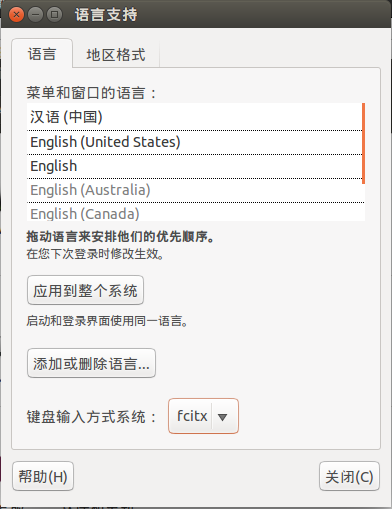 语言支持
语言 地区格式
菜单和窗口的语言：
汉语 (中国)
English (United States)
English
English (Australia)
English (Canada)
拖动语言来安排他们的优先顺序。
在您下次登录时修改生效。
应用到整个系统
启动和登录界面使用同一语言。
添加或删除语言...
键盘输入方式系统： fcitx
帮助(H) 关闭(C)